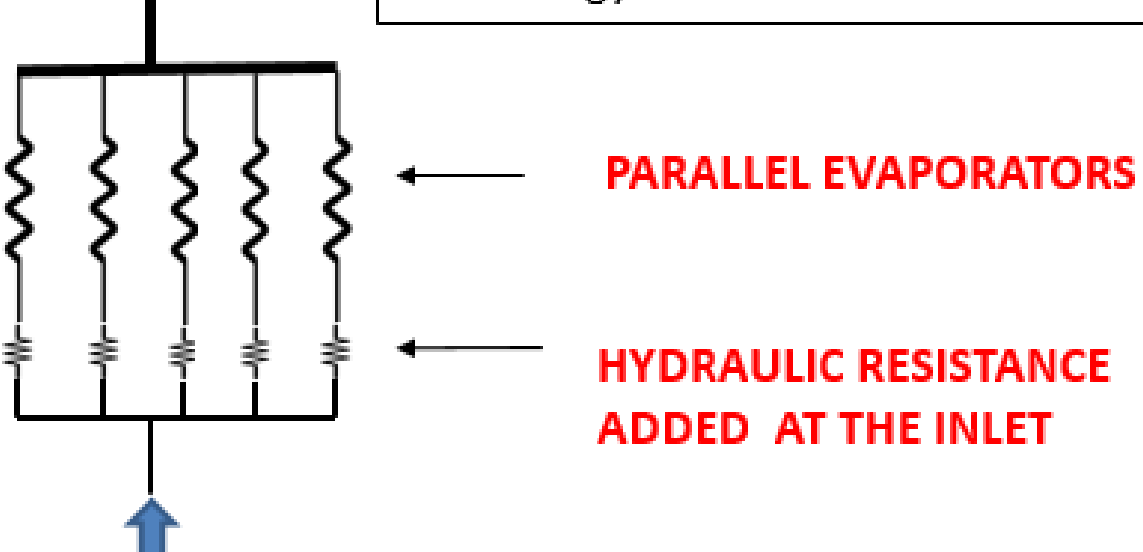 PARALLEL EVAPORATORS
HYDRAULIC RESISTANCE
ADDED AT THE INLET